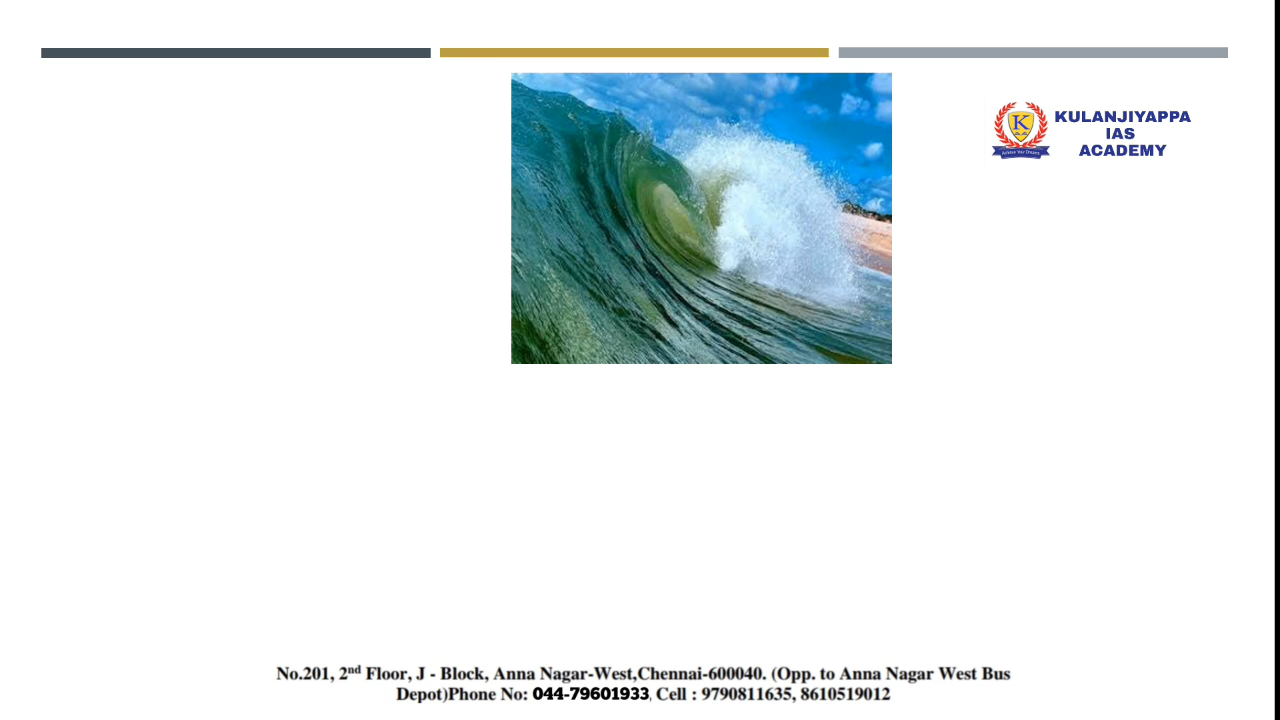 KULANJIYAPPA
IAS
ACADEMY
No.201, 2nd Floor, J - Block, Anna Nagar-West,Chennai-600040. (Opp. to Anna Nagar West Bus
Depot)Phone No: 044-79601933, Cell : 9790811635, 8610519012